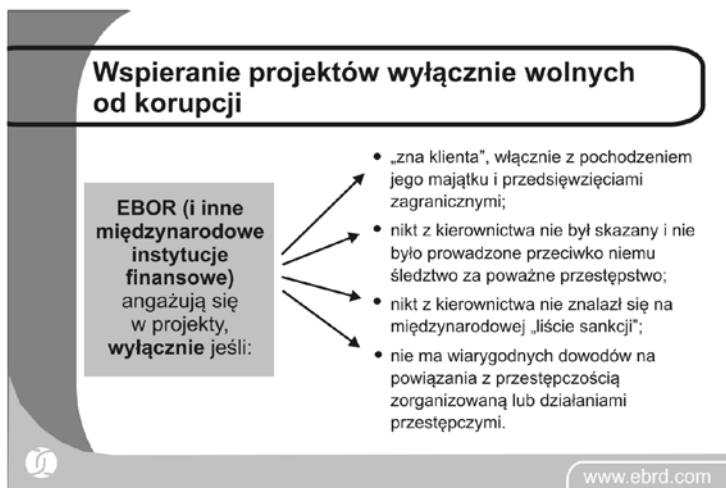 Wspieranie projektów wyłącznie wolnych
od korupcji
EBOR (i inne
międzynarodowe
instytucje
finansowe)
angażują się
w projekty,
wyłącznie jeśli:
• „zna klienta”, włącznie z pochodzeniem
jego majątku i przedsięwzięciami
zagranicznymi;
• nikt z kierownictwa nie był skazany i nie
było prowadzone przeciwko niemu
śledztwo za poważne przestępstwo;
• nikt z kierownictwa nie znalazł się na
międzynarodowej „liście sankcji”;
• nie ma wiarygodnych dowodów na
powiązania z przestępczością
zorganizowaną lub działaniami
przestępczymi.
www.ebrd.com